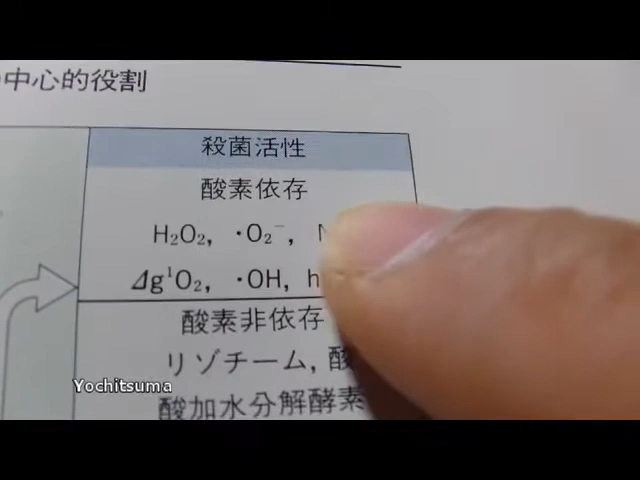 中心的役割
殺菌活性
酸素依存
H₂O₂, ·O₂⁻,
Δg¹O₂, ·OH, h
酸素非依存
リゾチーム, 酸
酸加水分解酵素
Yochitsuma